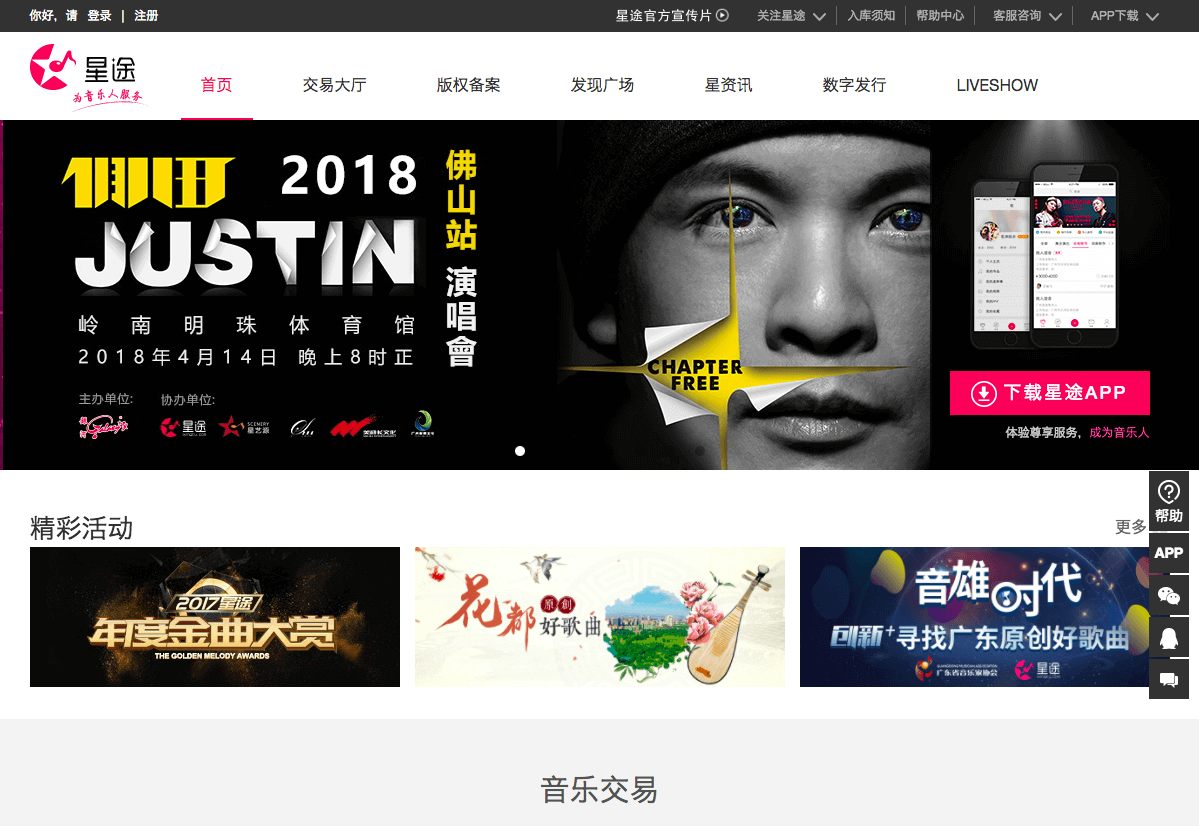 你好, 请 登录 | 注册
星途官方宣传片 关注星途 入库须知 帮助中心 客服咨询 APP下载
星途
为音乐人服务
首页 交易大厅 版权备案 发现广场 星资讯 数字发行 LIVESHOW
侧田 2018
JUSTIN
佛山站 演唱會
岭南明珠体育馆
2018年4月14日 晚上8时正
主办单位: 协办单位:
星途 SCENERY 星艺源
CHAPTER
FREE
下载星途APP
体验尊享服务, 成为音乐人
帮助
APP
精彩活动 更多
2017星途
年度金曲大赏
THE GOLDEN MELODY AWARDS
花都
原創
好歌曲
音雄时代
创新+寻找广东原创好歌曲
广东省音乐家协会 星途
音乐交易